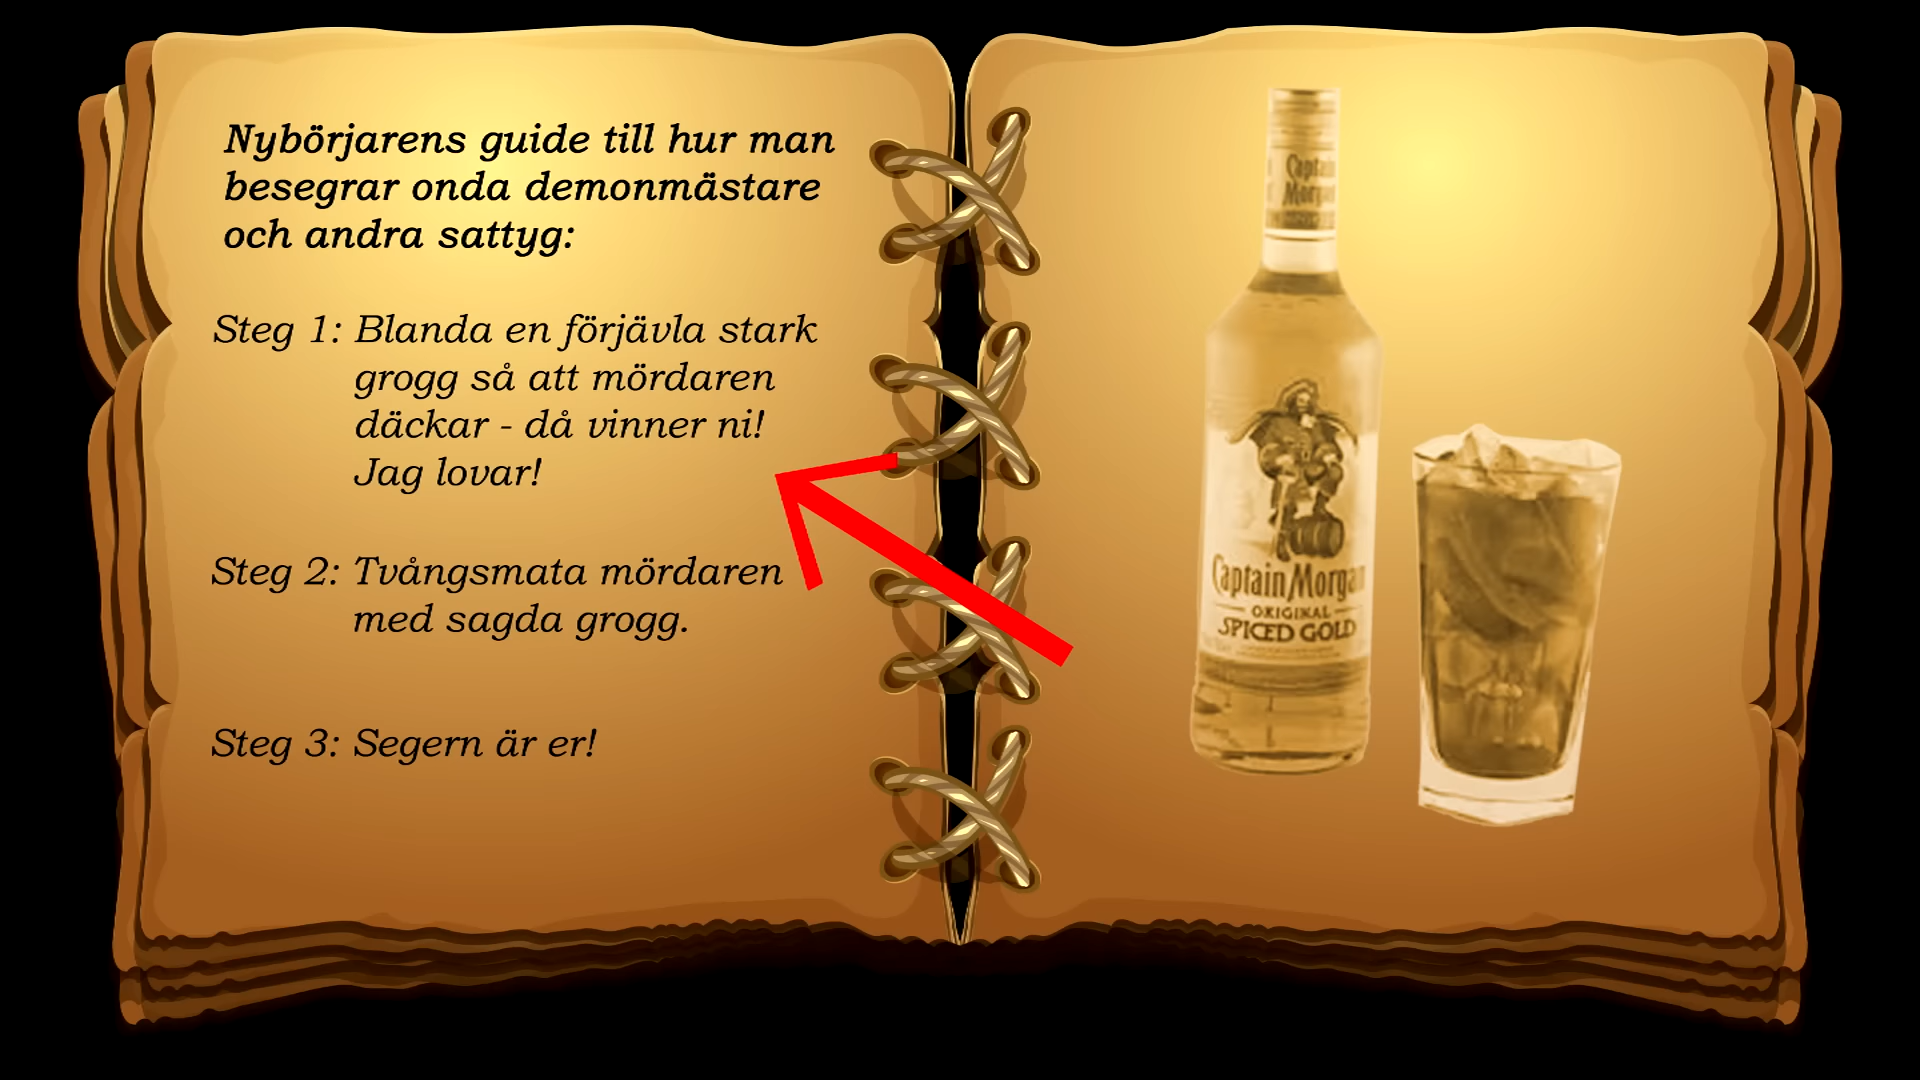 Nybörjarens guide till hur man
besegrar onda demonmästare
och andra sattyg:
Steg 1: Blanda en förjävla stark
grogg så att mördaren
däckar - då vinner ni!
Jag lovar!
Steg 2: Tvångsmata mördaren
med sagda grogg.
Steg 3: Segern är er!
Captain
Morgan
Captain Morgan
ORIGINAL
SPICED GOLD